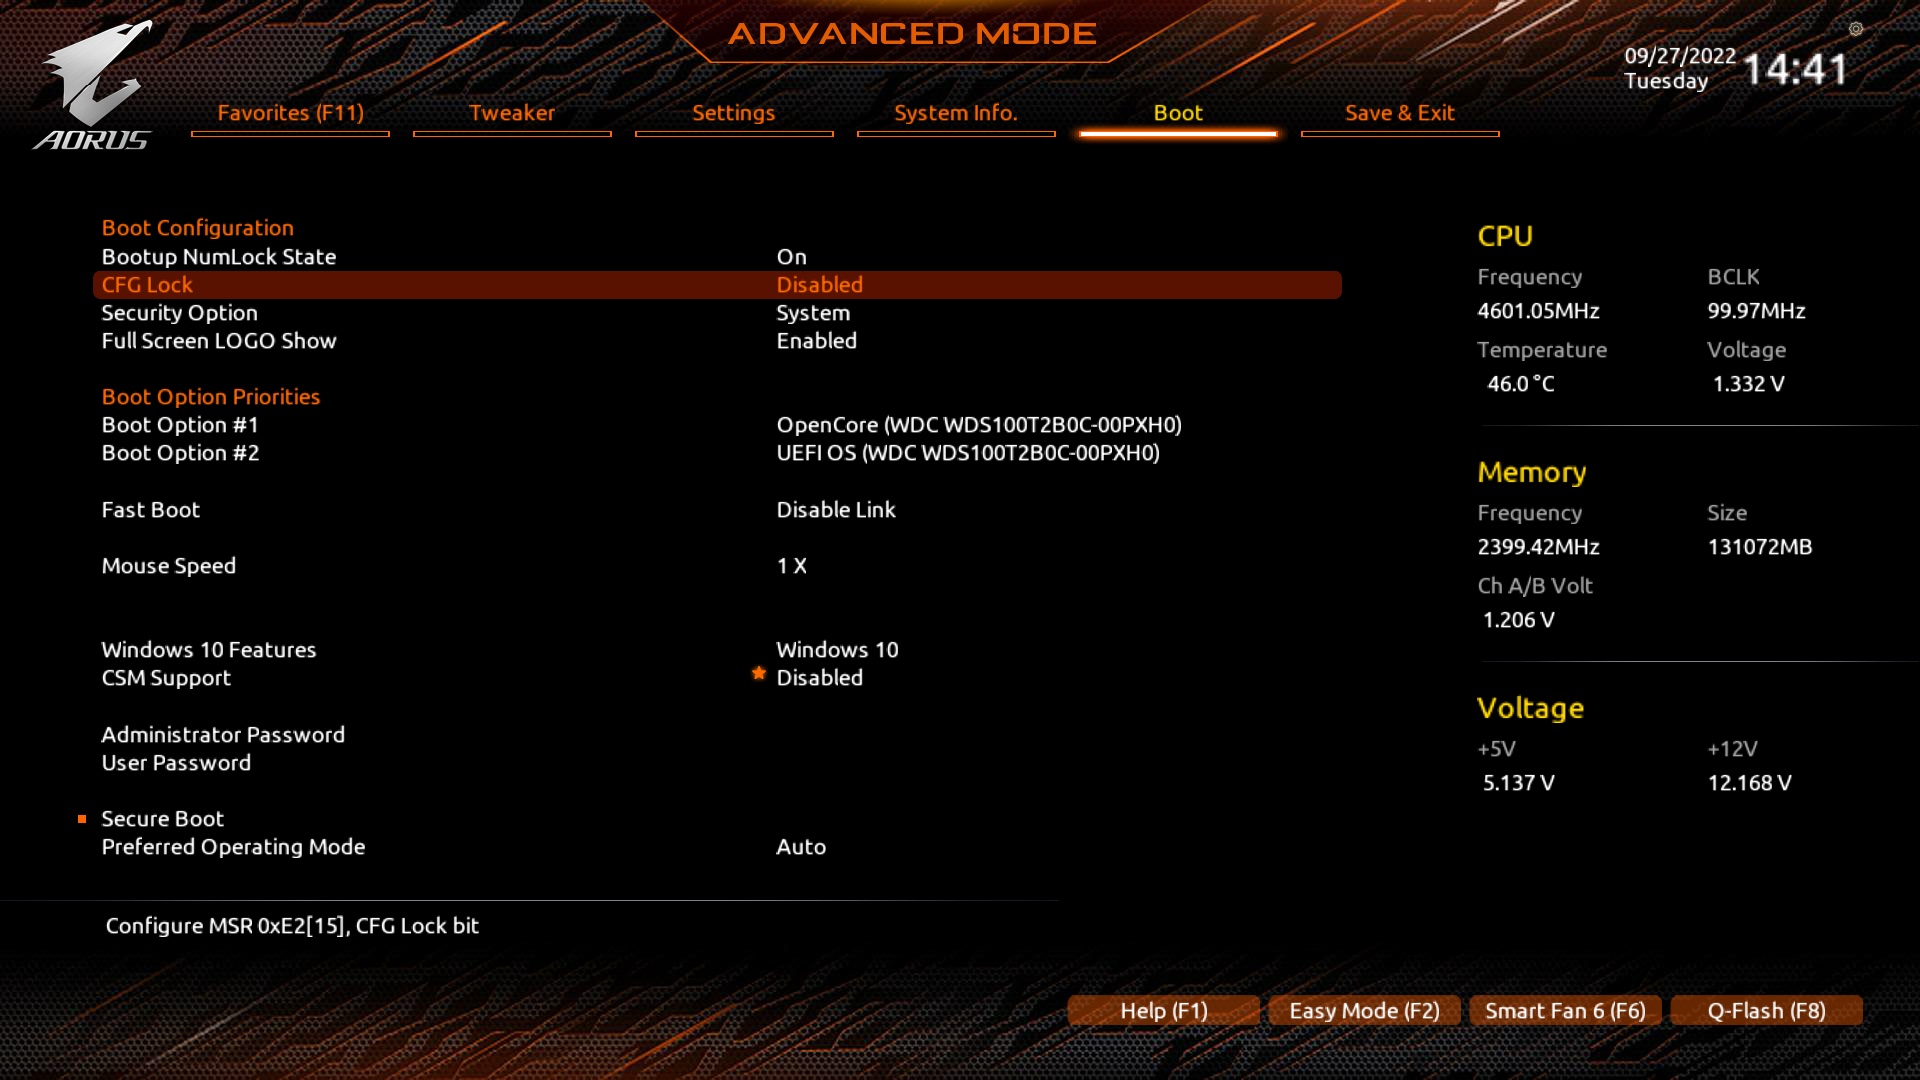 ADVANCED MODE
AORUS
09/27/2022
Tuesday
14:41
Favorites (F11) Tweaker Settings System Info. Boot Save & Exit
Boot Configuration
Bootup NumLock State On
CFG Lock Disabled
Security Option System
Full Screen LOGO Show Enabled
Boot Option Priorities
Boot Option #1 OpenCore (WDC WDS100T2B0C-00PXH0)
Boot Option #2 UEFI OS (WDC WDS100T2B0C-00PXH0)
Fast Boot Disable Link
Mouse Speed 1 X
Windows 10 Features Windows 10
CSM Support Disabled
Administrator Password
User Password
Secure Boot
Preferred Operating Mode Auto
Configure MSR 0xE2[15], CFG Lock bit
CPU
Frequency BCLK
4601.05MHz 99.97MHz
Temperature Voltage
46.0 °C 1.332 V
Memory
Frequency Size
2399.42MHz 131072MB
Ch A/B Volt
1.206 V
Voltage
+5V +12V
5.137 V 12.168 V
Help (F1) Easy Mode (F2) Smart Fan 6 (F6) Q-Flash (F8)